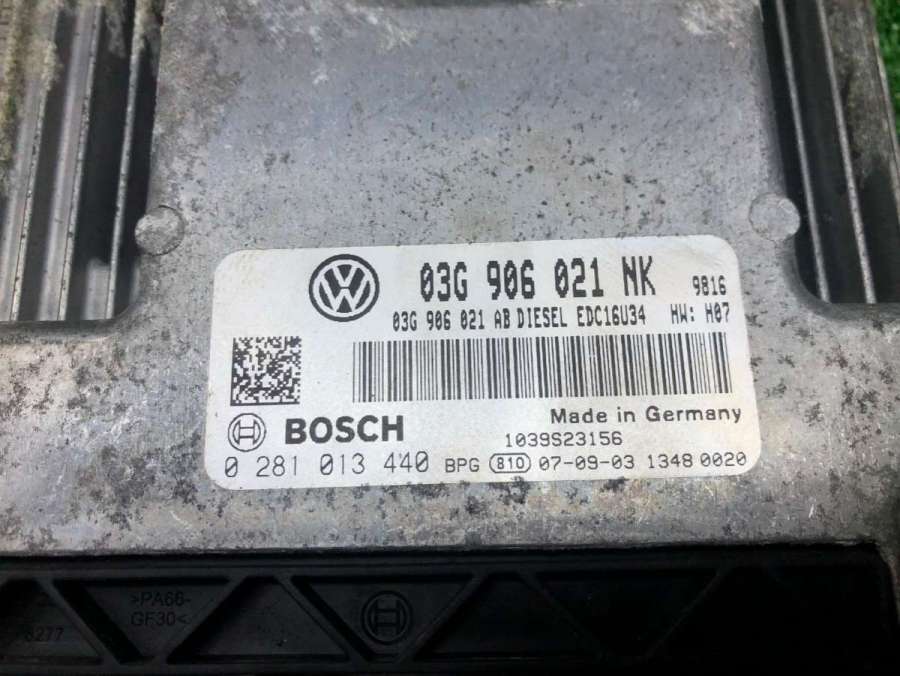 03G 906 021 NK 9816
03G 906 021 AB DIESEL EDC16U34 HW: H07
Made in Germany
BOSCH 1039S23156
0 281 013 440 BPG 810 07-09-03 1348 0020
>PA66-
GF30<
8277